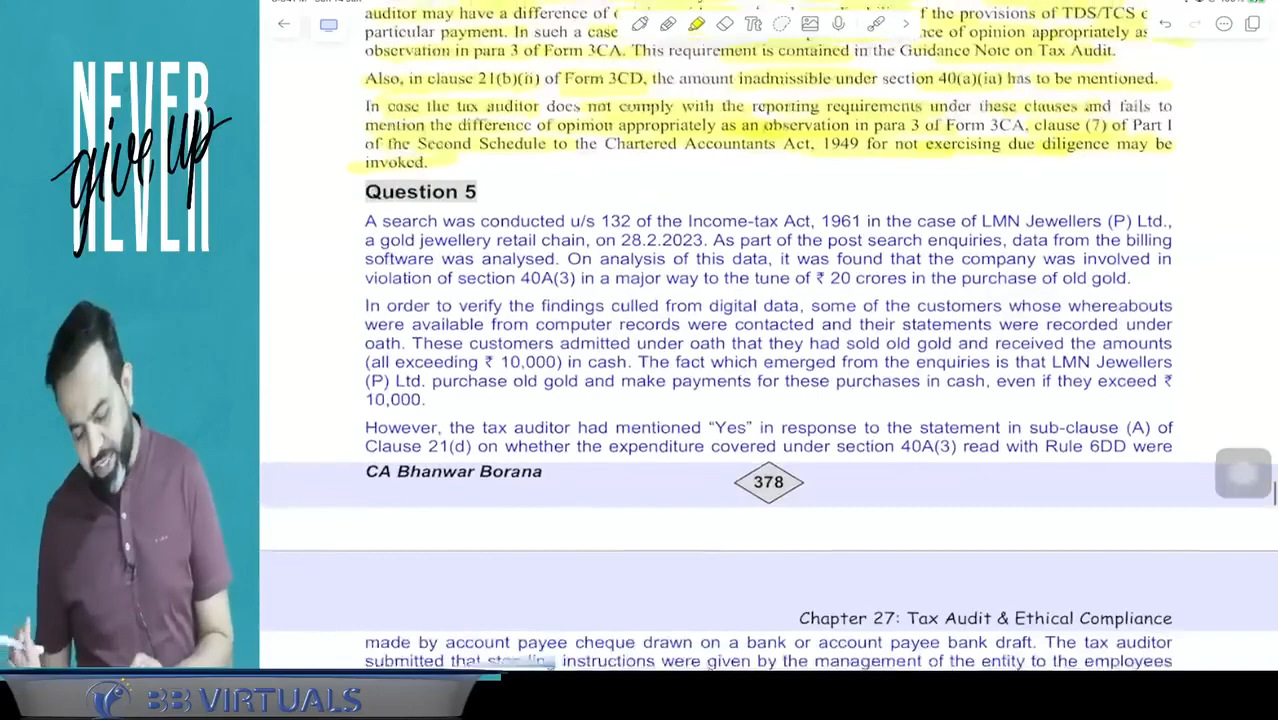 auditor may have a difference of of the provisions of TDS/TCS
particular payment. In such a case of opinion appropriately as
observation in para 3 of Form 3CA. This requirement is contained in the Guidance Note on Tax Audit.
Also, in clause 21(b)(ii) of Form 3CD, the amount inadmissible under section 40(a)(ia) has to be mentioned.
In case the tax auditor does not comply with the reporting requirements under these clauses and fails to
mention the difference of opinion appropriately as an observation in para 3 of Form 3CA, clause (7) of Part I
of the Second Schedule to the Chartered Accountants Act, 1949 for not exercising due diligence may be
invoked.
NEVER
give up
NEVER
Question 5
A search was conducted u/s 132 of the Income-tax Act, 1961 in the case of LMN Jewellers (P) Ltd.,
a gold jewellery retail chain, on 28.2.2023. As part of the post search enquiries, data from the billing
software was analysed. On analysis of this data, it was found that the company was involved in
violation of section 40A(3) in a major way to the tune of ₹ 20 crores in the purchase of old gold.
In order to verify the findings culled from digital data, some of the customers whose whereabouts
were available from computer records were contacted and their statements were recorded under
oath. These customers admitted under oath that they had sold old gold and received the amounts
(all exceeding ₹ 10,000) in cash. The fact which emerged from the enquiries is that LMN Jewellers
(P) Ltd. purchase old gold and make payments for these purchases in cash, even if they exceed ₹
10,000.
However, the tax auditor had mentioned “Yes” in response to the statement in sub-clause (A) of
Clause 21(d) on whether the expenditure covered under section 40A(3) read with Rule 6DD were
CA Bhanwar Borana
378
Chapter 27: Tax Audit & Ethical Compliance
made by account payee cheque drawn on a bank or account payee bank draft. The tax auditor
submitted that standing instructions were given by the management of the entity to the employees
BB VIRTUALS